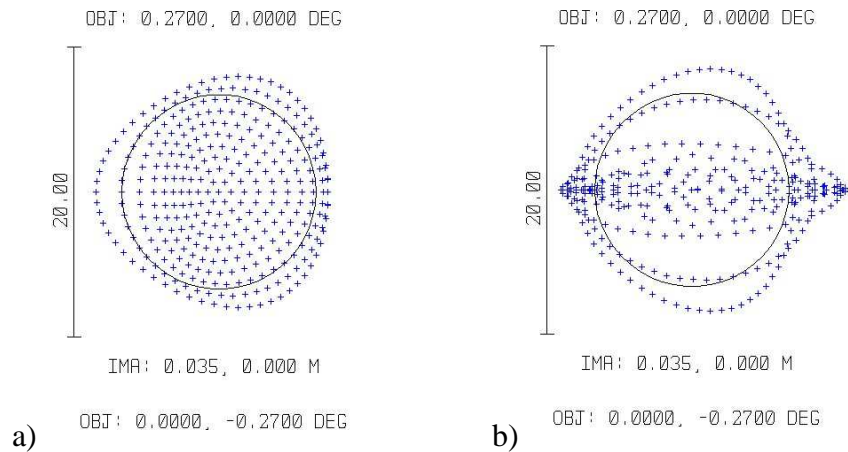 OBJ: 0.2700, 0.0000 DEG
20.00
IMA: 0.035, 0.000 M
OBJ: 0.0000, -0.2700 DEG
a)
OBJ: 0.2700, 0.0000 DEG
20.00
IMA: 0.035, 0.000 M
OBJ: 0.0000, -0.2700 DEG
b)